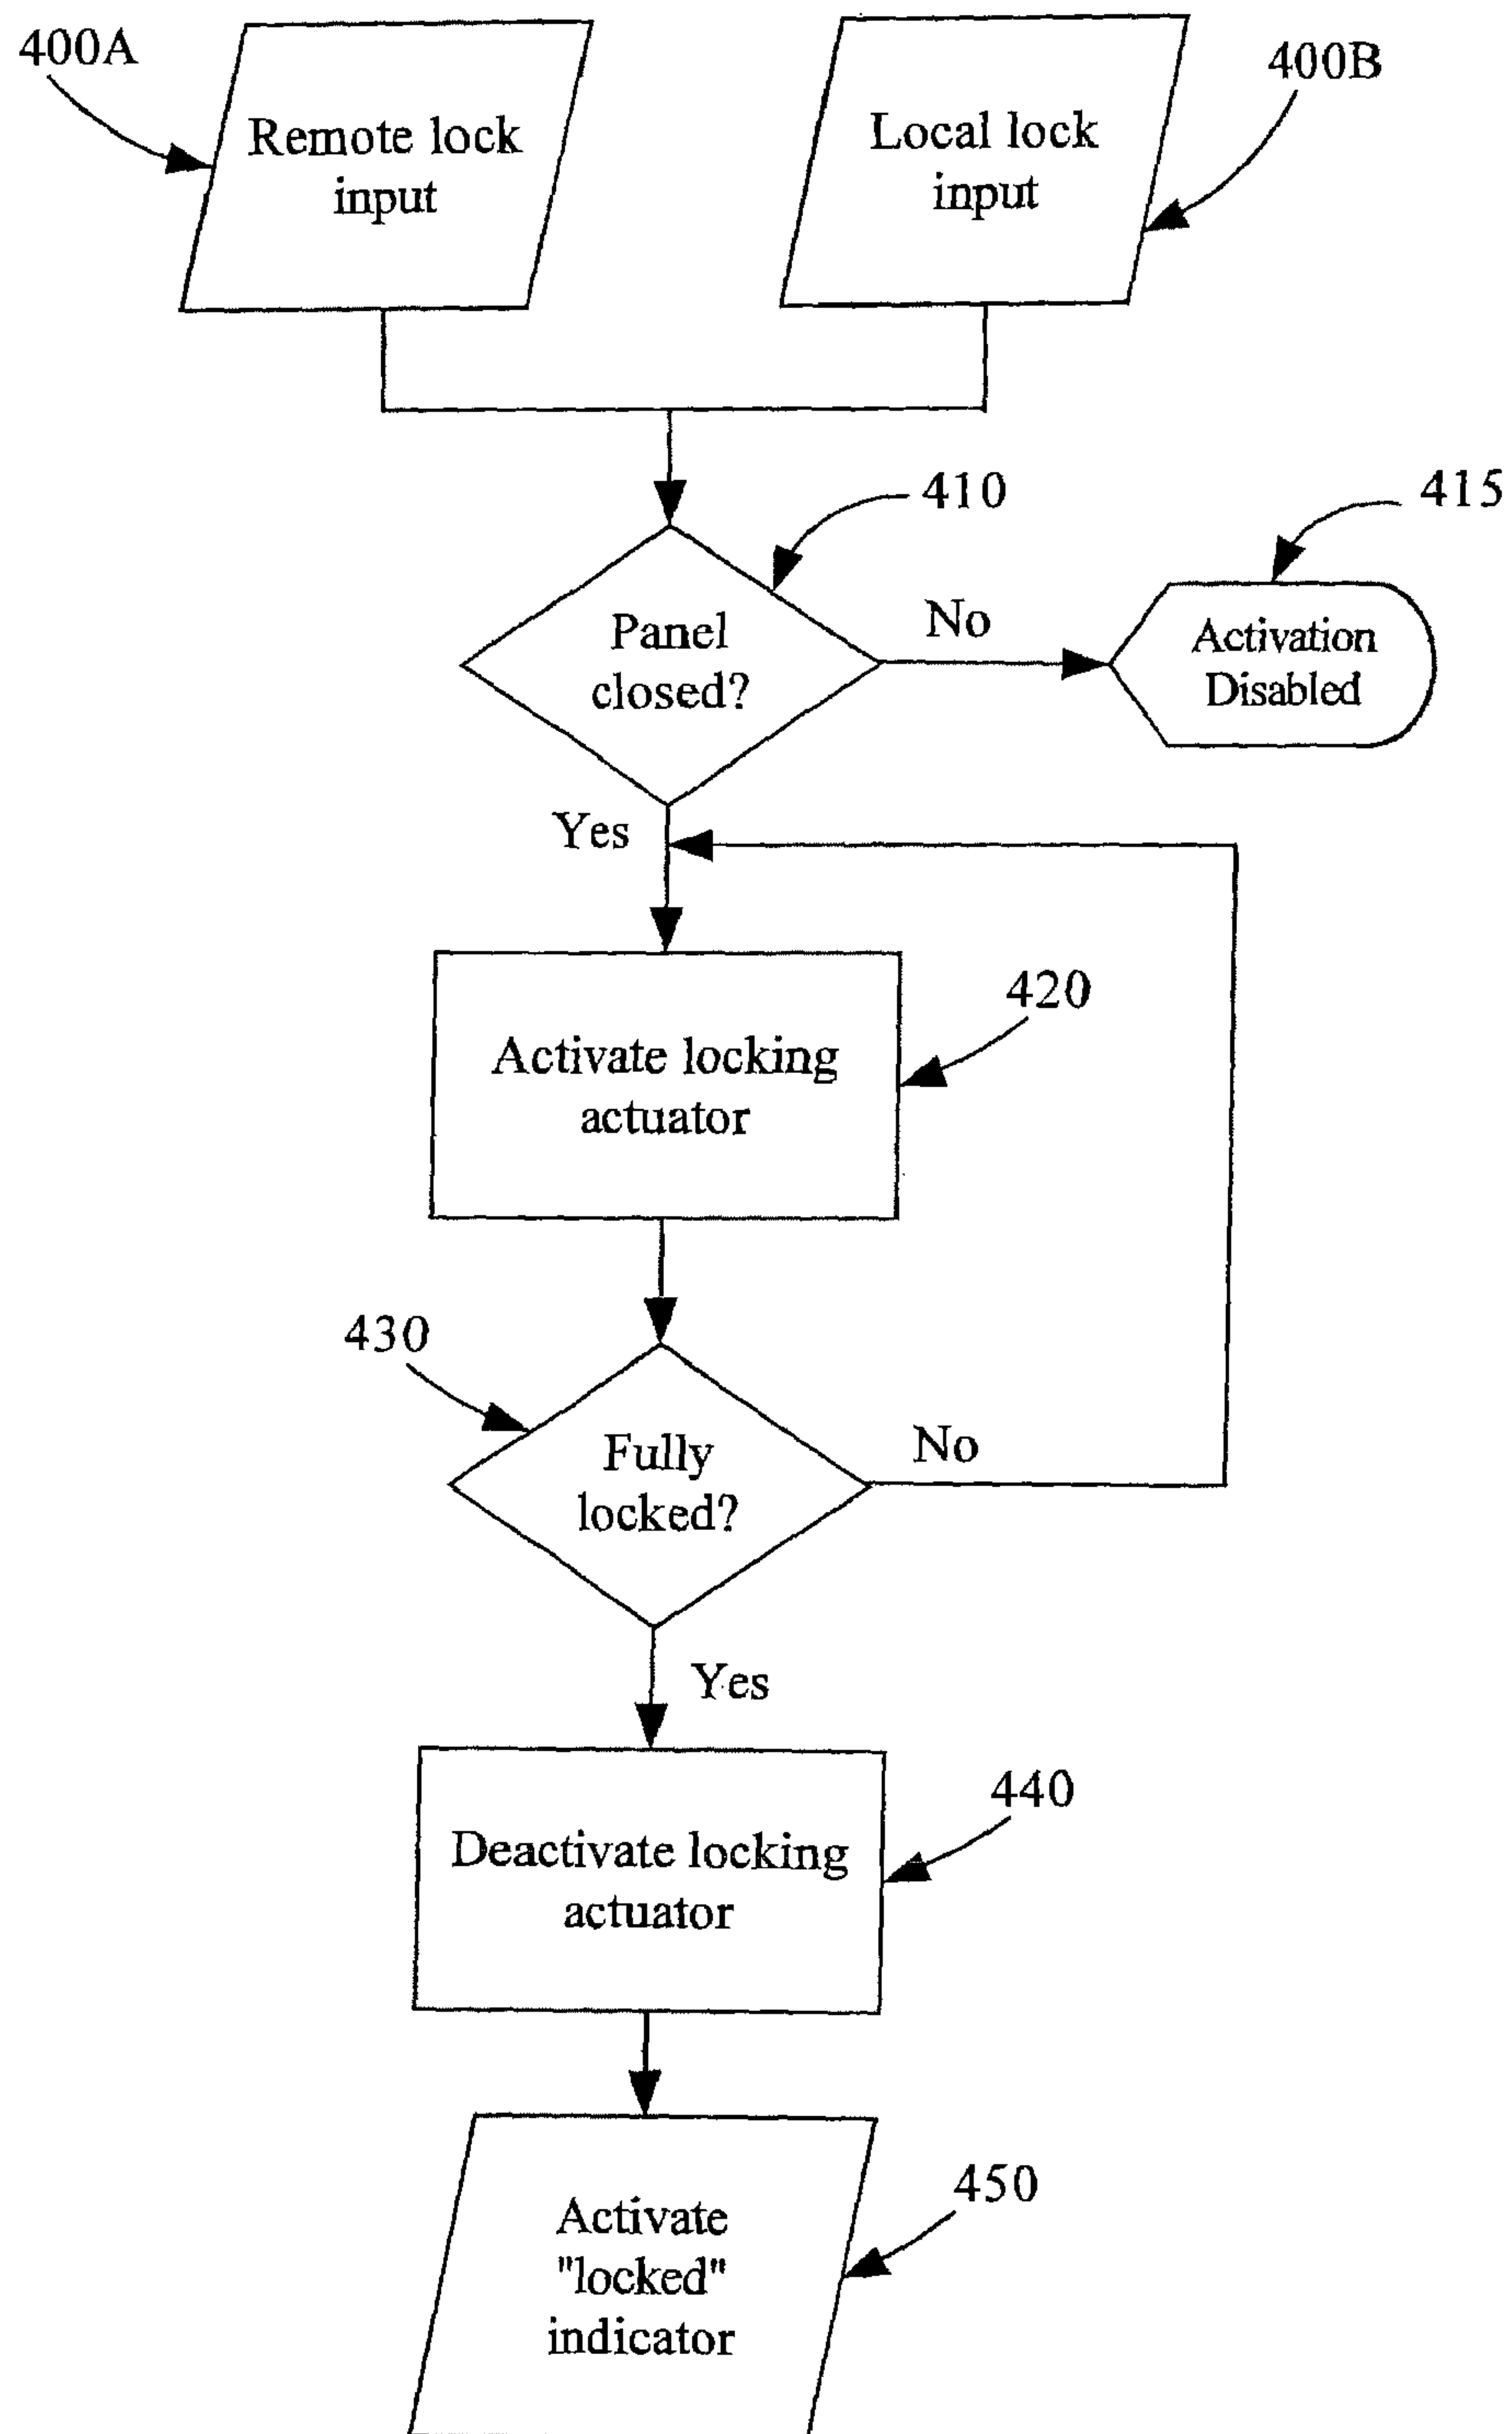 400A
Remote lock
input
Local lock
input
400B
410
415
Panel
closed?
No
Activation
Disabled
Yes
420
Activate locking
actuator
430
Fully
locked?
No
Yes
440
Deactivate locking
actuator
450
Activate
"locked"
indicator